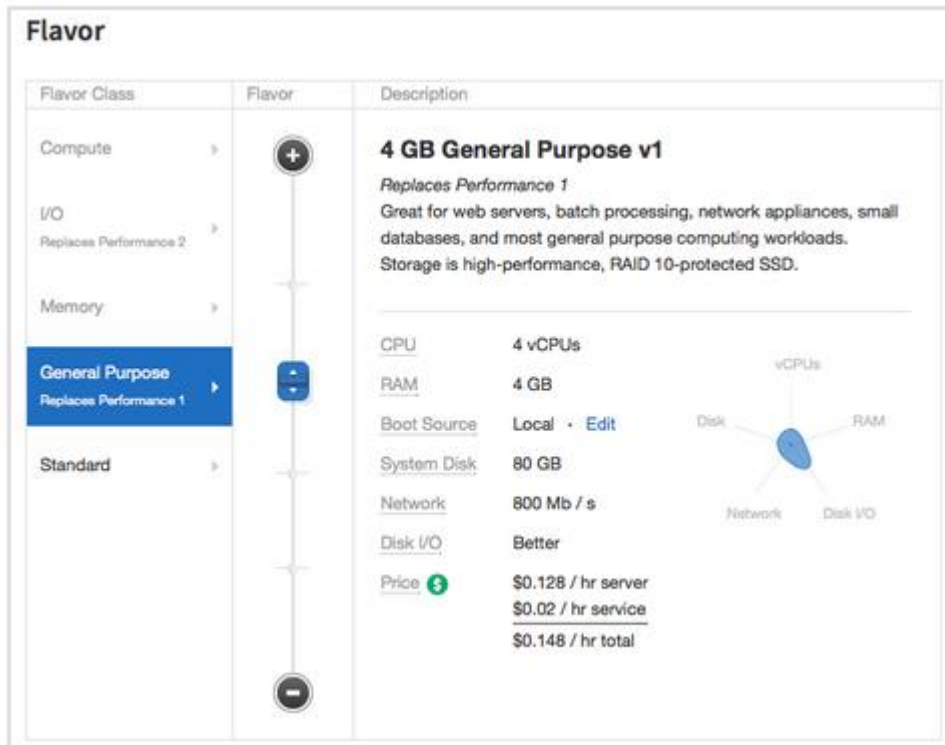 Flavor
Flavor Class
Flavor
Description
Compute
I/O
Replaces Performance 2
Memory
General Purpose
Replaces Performance 1
Standard
4 GB General Purpose v1
Replaces Performance 1
Great for web servers, batch processing, network appliances, small
databases, and most general purpose computing workloads.
Storage is high-performance, RAID 10-protected SSD.
CPU 4 vCPUs
RAM 4 GB
Boot Source Local · Edit
System Disk 80 GB
Network 800 Mb / s
Disk I/O Better
Price $ $0.128 / hr server
$0.02 / hr service
$0.148 / hr total
vCPUs
Disk
RAM
Network
Disk I/O